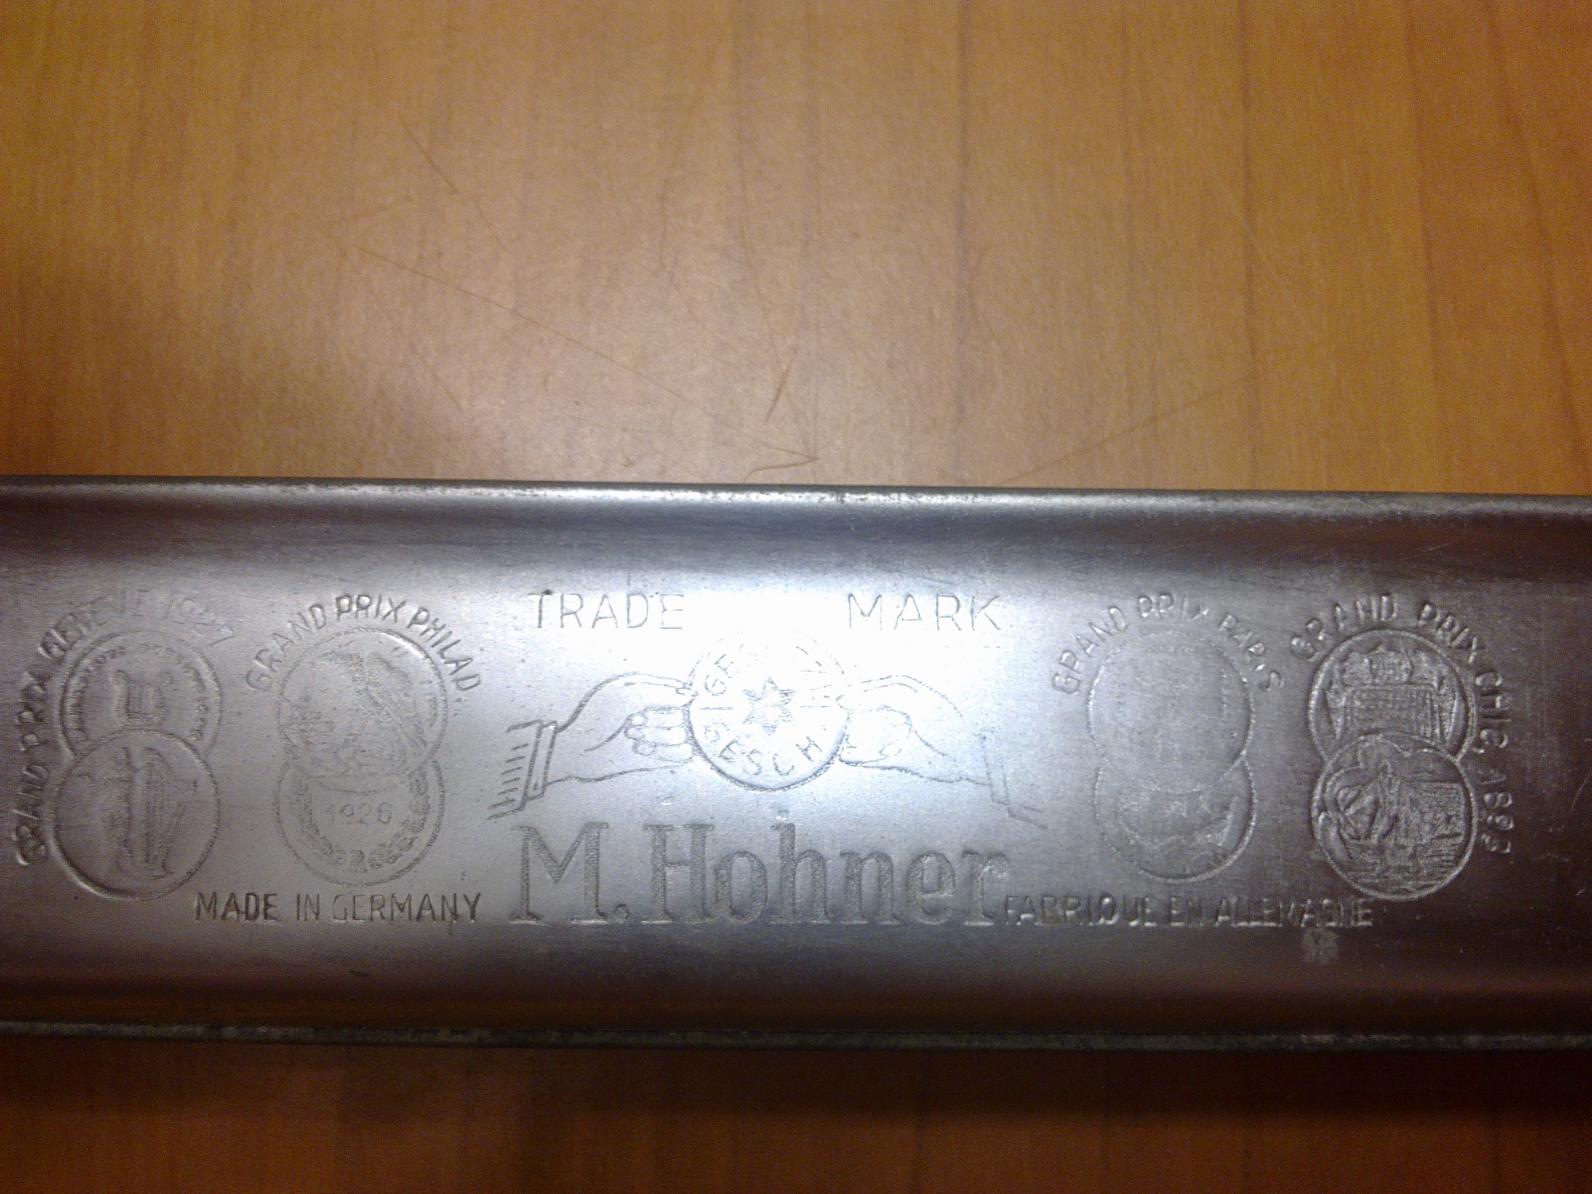 GRAND PRIX GENEVE 1927
GRAND PRIX PHILAD
1926
TRADE MARK
GESCH
GRAND PRIX PARIS
GRAND PRIX CHIC, 1893
M. Hohner
MADE IN GERMANY
FABRIQUE EN ALLEMAGNE